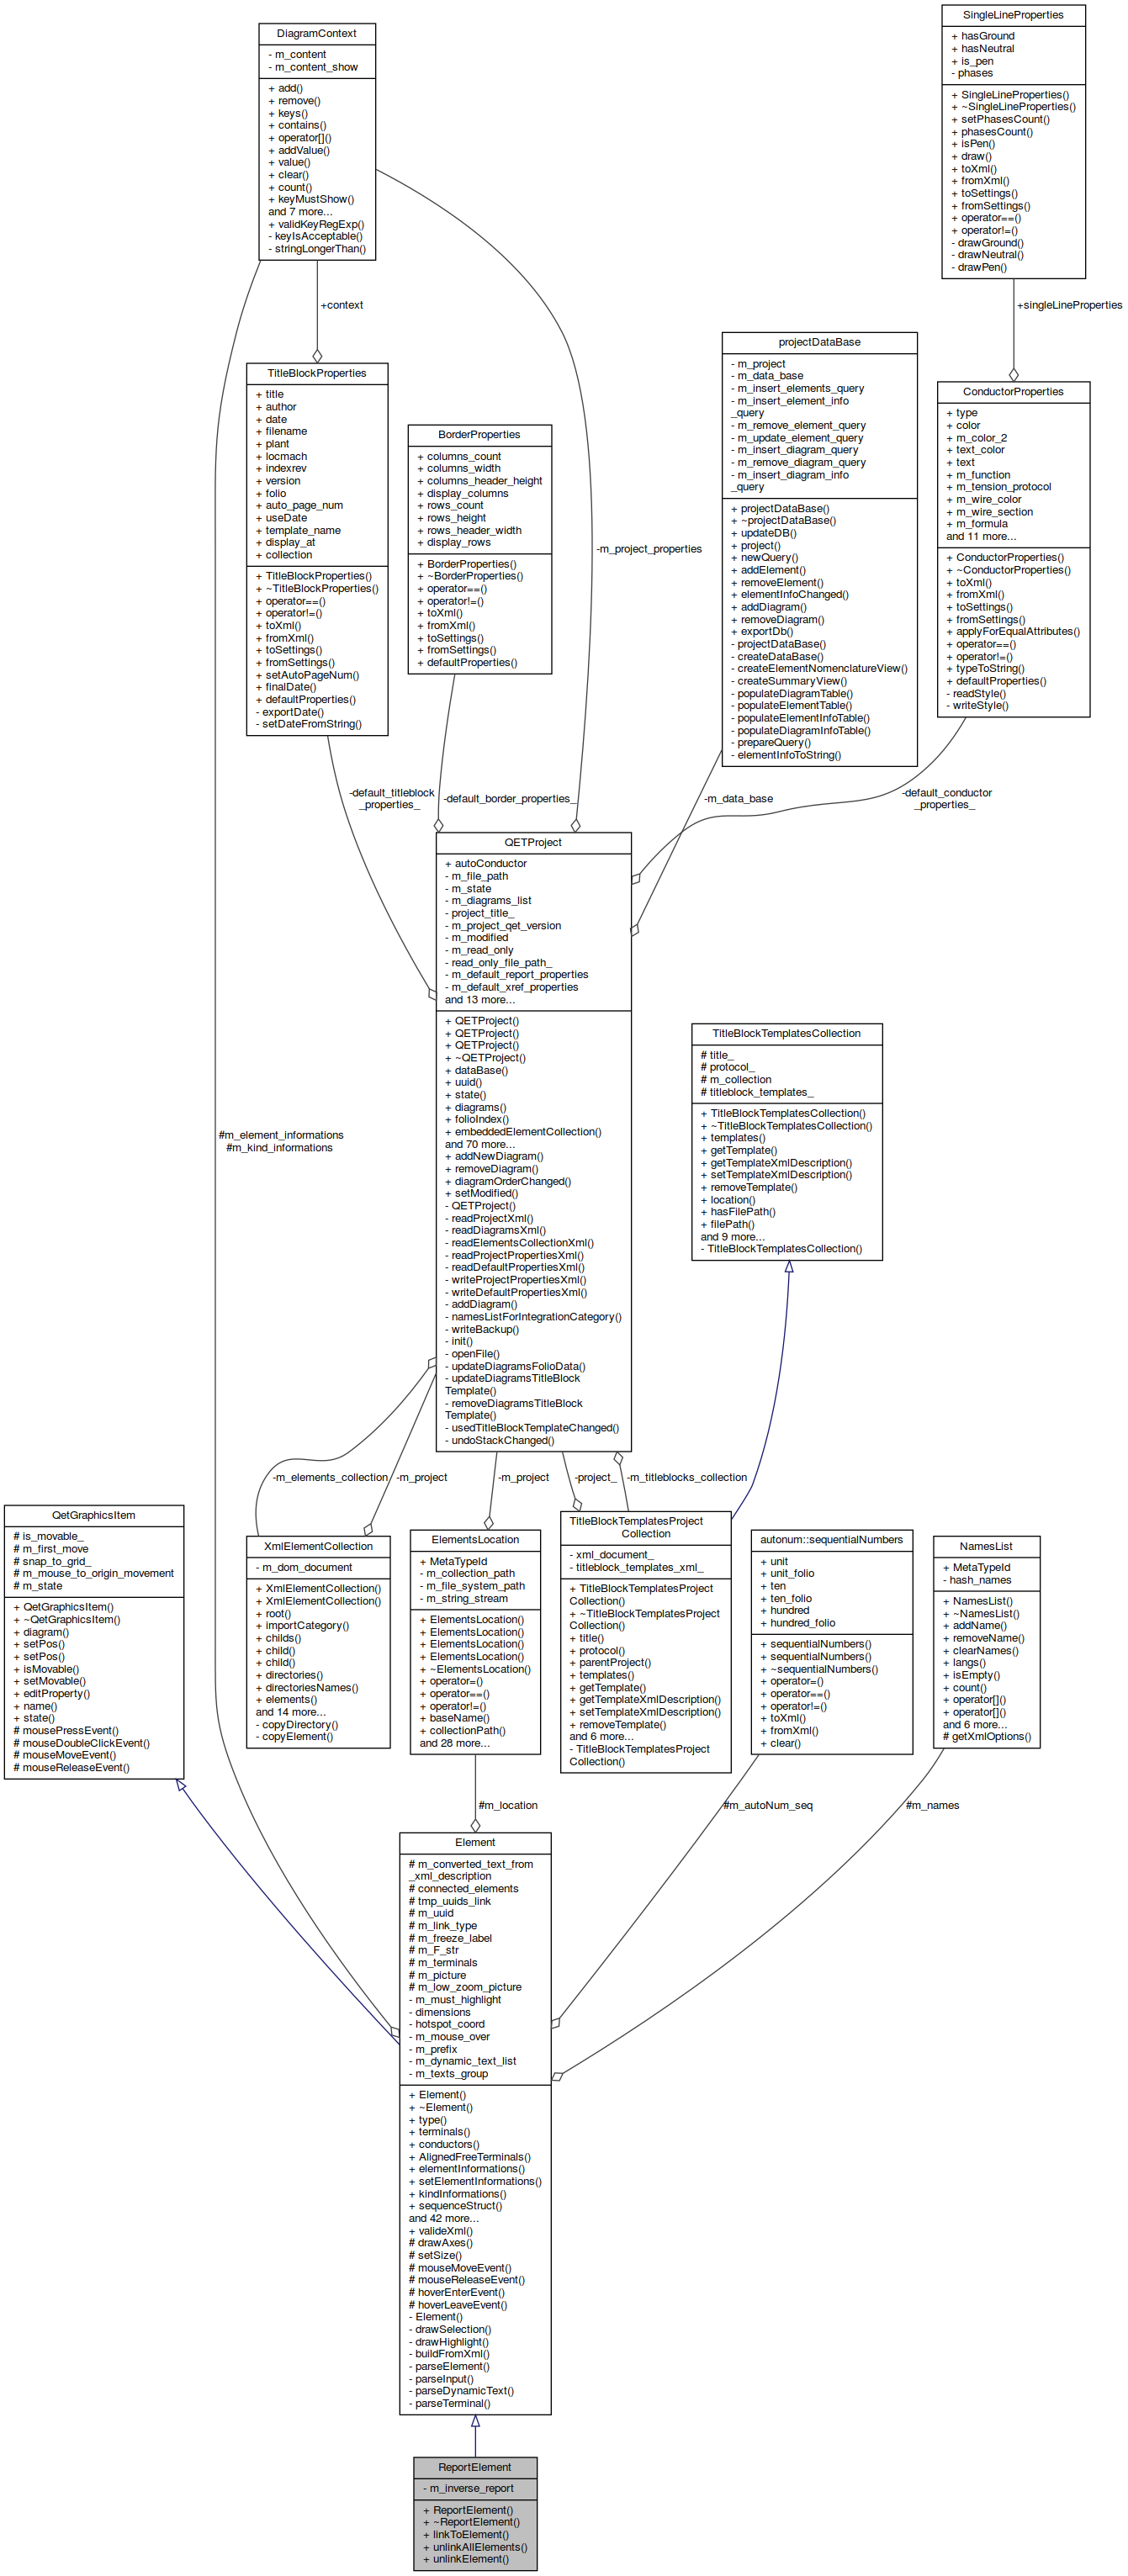 DiagramContext
- m_content
- m_content_show
+ add()
+ remove()
+ keys()
+ contains()
+ operator[]()
+ addValue()
+ value()
+ clear()
+ count()
+ keyMustShow()
and 7 more...
+ validKeyRegExp()
- keyIsAcceptable()
- stringLongerThan()
SingleLineProperties
+ hasGround
+ hasNeutral
+ is_pen
- phases
+ SingleLineProperties()
+ ~SingleLineProperties()
+ setPhasesCount()
+ phasesCount()
+ isPen()
+ draw()
+ toXml()
+ fromXml()
+ toSettings()
+ fromSettings()
+ operator==()
+ operator!=()
- drawGround()
- drawNeutral()
- drawPen()
+context
+singleLineProperties
TitleBlockProperties
+ title
+ author
+ date
+ filename
+ plant
+ locmach
+ indexrev
+ version
+ folio
+ auto_page_num
+ useDate
+ template_name
+ display_at
+ collection
+ TitleBlockProperties()
+ ~TitleBlockProperties()
+ operator==()
+ operator!=()
+ toXml()
+ fromXml()
+ toSettings()
+ fromSettings()
+ setAutoPageNum()
+ finalDate()
+ defaultProperties()
- exportDate()
- setDateFromString()
BorderProperties
+ columns_count
+ columns_width
+ columns_header_height
+ display_columns
+ rows_count
+ rows_height
+ rows_header_width
+ display_rows
+ BorderProperties()
+ ~BorderProperties()
+ operator==()
+ operator!=()
+ toXml()
+ fromXml()
+ toSettings()
+ fromSettings()
+ defaultProperties()
-m_project_properties
projectDataBase
- m_project
- m_data_base
- m_insert_elements_query
- m_insert_element_info
_query
- m_remove_element_query
- m_update_element_query
- m_insert_diagram_query
- m_remove_diagram_query
- m_insert_diagram_info
_query
+ projectDataBase()
+ ~projectDataBase()
+ updateDB()
+ project()
+ newQuery()
+ addElement()
+ removeElement()
+ elementInfoChanged()
+ addDiagram()
+ removeDiagram()
+ exportDb()
- projectDataBase()
- createDataBase()
- createElementNomenclatureView()
- createSummaryView()
- populateDiagramTable()
- populateElementTable()
- populateElementInfoTable()
- populateDiagramInfoTable()
- prepareQuery()
- elementInfoToString()
ConductorProperties
+ type
+ color
+ m_color_2
+ text_color
+ text
+ m_function
+ m_tension_protocol
+ m_wire_color
+ m_wire_section
+ m_formula
and 11 more...
+ ConductorProperties()
+ ~ConductorProperties()
+ toXml()
+ fromXml()
+ toSettings()
+ fromSettings()
+ applyForEqualAttributes()
+ operator==()
+ operator!=()
+ typeToString()
+ defaultProperties()
- readStyle()
- writeStyle()
-default_titleblock
_properties_
-default_border_properties_
-m_data_base
-default_conductor
_properties_
QETProject
+ autoConductor
- m_file_path
- m_state
- m_diagrams_list
- project_title_
- m_project_qet_version
- m_modified
- m_read_only
- read_only_file_path_
- m_default_report_properties
- m_default_xref_properties
and 13 more...
+ QETProject()
+ QETProject()
+ QETProject()
+ ~QETProject()
+ dataBase()
+ uuid()
+ state()
+ diagrams()
+ folioIndex()
+ embeddedElementCollection()
and 70 more...
+ addNewDiagram()
+ removeDiagram()
+ diagramOrderChanged()
+ setModified()
- QETProject()
- readProjectXml()
- readDiagramsXml()
- readElementsCollectionXml()
- readProjectPropertiesXml()
- readDefaultPropertiesXml()
- writeProjectPropertiesXml()
- writeDefaultPropertiesXml()
- addDiagram()
- namesListForIntegrationCategory()
- writeBackup()
- init()
- openFile()
- updateDiagramsFolioData()
- updateDiagramsTitleBlock
Template()
- removeDiagramsTitleBlock
Template()
- usedTitleBlockTemplateChanged()
- undoStackChanged()
TitleBlockTemplatesCollection
# title_
# protocol_
# m_collection
# titleblock_templates_
+ TitleBlockTemplatesCollection()
+ ~TitleBlockTemplatesCollection()
+ templates()
+ getTemplate()
+ getTemplateXmlDescription()
+ setTemplateXmlDescription()
+ removeTemplate()
+ location()
+ hasFilePath()
+ filePath()
and 9 more...
- TitleBlockTemplatesCollection()
#m_element_informations
#m_kind_informations
-m_elements_collection
-m_project
-m_project
-project_
-m_titleblocks_collection
QetGraphicsItem
# is_movable_
# m_first_move
# snap_to_grid_
# m_mouse_to_origin_movement
# m_state
+ QetGraphicsItem()
+ ~QetGraphicsItem()
+ diagram()
+ setPos()
+ setPos()
+ isMovable()
+ setMovable()
+ editProperty()
+ name()
+ state()
# mousePressEvent()
# mouseDoubleClickEvent()
# mouseMoveEvent()
# mouseReleaseEvent()
XmlElementCollection
- m_dom_document
+ XmlElementCollection()
+ XmlElementCollection()
+ root()
+ importCategory()
+ childs()
+ child()
+ child()
+ directories()
+ directoriesNames()
+ elements()
and 14 more...
- copyDirectory()
- copyElement()
ElementsLocation
+ MetaTypeId
- m_collection_path
- m_file_system_path
- m_string_stream
+ ElementsLocation()
+ ElementsLocation()
+ ElementsLocation()
+ ElementsLocation()
+ ~ElementsLocation()
+ operator=()
+ operator==()
+ operator!=()
+ baseName()
+ collectionPath()
and 28 more...
TitleBlockTemplatesProject
Collection
- xml_document_
- titleblock_templates_xml_
+ TitleBlockTemplatesProject
Collection()
+ ~TitleBlockTemplatesProject
Collection()
+ title()
+ protocol()
+ parentProject()
+ templates()
+ getTemplate()
+ getTemplateXmlDescription()
+ setTemplateXmlDescription()
+ removeTemplate()
and 6 more...
- TitleBlockTemplatesProject
Collection()
autonum::sequentialNumbers
+ unit
+ unit_folio
+ ten
+ ten_folio
+ hundred
+ hundred_folio
+ sequentialNumbers()
+ sequentialNumbers()
+ ~sequentialNumbers()
+ operator=()
+ operator==()
+ operator!=()
+ toXml()
+ fromXml()
+ clear()
NamesList
+ MetaTypeId
- hash_names
+ NamesList()
+ ~NamesList()
+ addName()
+ removeName()
+ clearNames()
+ langs()
+ isEmpty()
+ count()
+ operator[]()
+ operator[]()
and 6 more...
# getXmlOptions()
#m_location
#m_autoNum_seq
#m_names
Element
# m_converted_text_from
_xml_description
# connected_elements
# tmp_uuids_link
# m_uuid
# m_link_type
# m_freeze_label
# m_F_str
# m_terminals
# m_picture
# m_low_zoom_picture
- m_must_highlight
- dimensions
- hotspot_coord
- m_mouse_over
- m_prefix
- m_dynamic_text_list
- m_texts_group
+ Element()
+ ~Element()
+ type()
+ terminals()
+ conductors()
+ AlignedFreeTerminals()
+ elementInformations()
+ setElementInformations()
+ kindInformations()
+ sequenceStruct()
and 42 more...
+ valideXml()
# drawAxes()
# setSize()
# mouseMoveEvent()
# mouseReleaseEvent()
# hoverEnterEvent()
# hoverLeaveEvent()
- Element()
- drawSelection()
- drawHighlight()
- buildFromXml()
- parseElement()
- parseInput()
- parseDynamicText()
- parseTerminal()
ReportElement
- m_inverse_report
+ ReportElement()
+ ~ReportElement()
+ linkToElement()
+ unlinkAllElements()
+ unlinkElement()